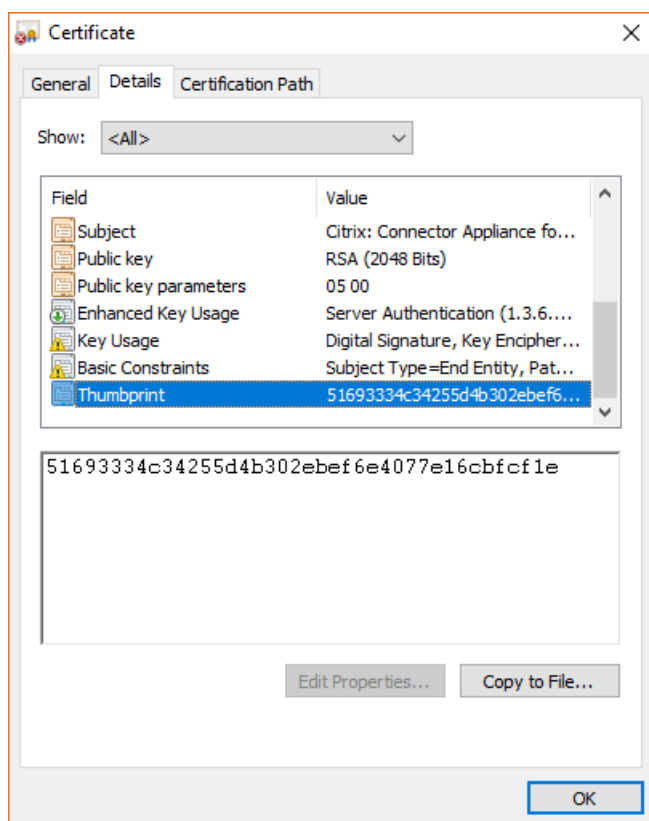 Certificate
General Details Certification Path
Show: <All>
Field Value
Subject Citrix: Connector Appliance fo...
Public key RSA (2048 Bits)
Public key parameters 05 00
Enhanced Key Usage Server Authentication (1.3.6....
Key Usage Digital Signature, Key Encipher...
Basic Constraints Subject Type=End Entity, Pat...
Thumbprint 51693334c34255d4b302ebef6...
51693334c34255d4b302ebef6e4077e16cbfcf1e
Edit Properties... Copy to File...
OK